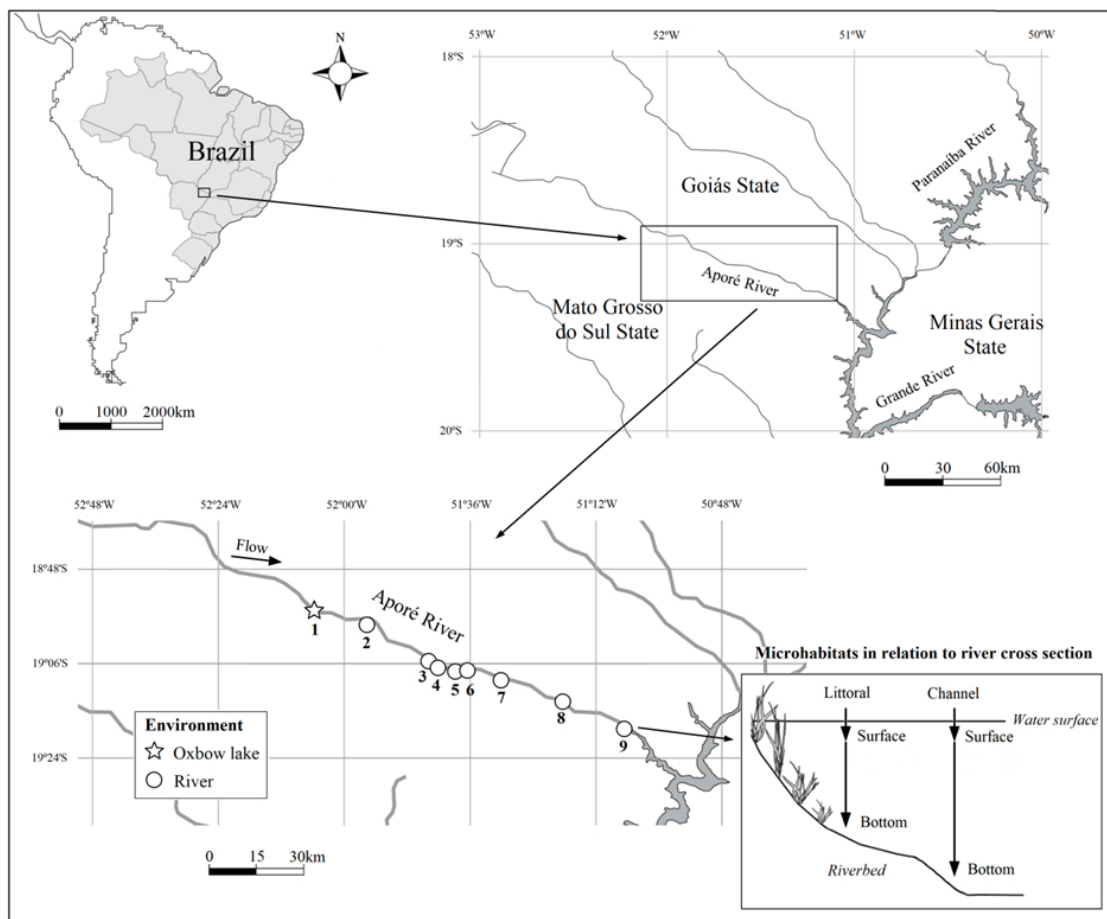 Brazil
N
0 1000 2000km
53°W 52°W 51°W 50°W
18°S
19°S
20°S
Goiás State
Paranaíba River
Aporé River
Mato Grosso
do Sul State
Minas Gerais
State
Grande River
0 30 60km
52°48'W 52°24'W 52°00'W 51°36'W 51°12'W 50°48'W
18°48'S
19°06'S
19°24'S
Flow
Aporé River
1
2
3
4
5
6
7
8
9
Environment
Oxbow lake
River
0 15 30km
Microhabitats in relation to river cross section
Littoral Channel
Water surface
Surface Surface
Bottom
Riverbed
Bottom